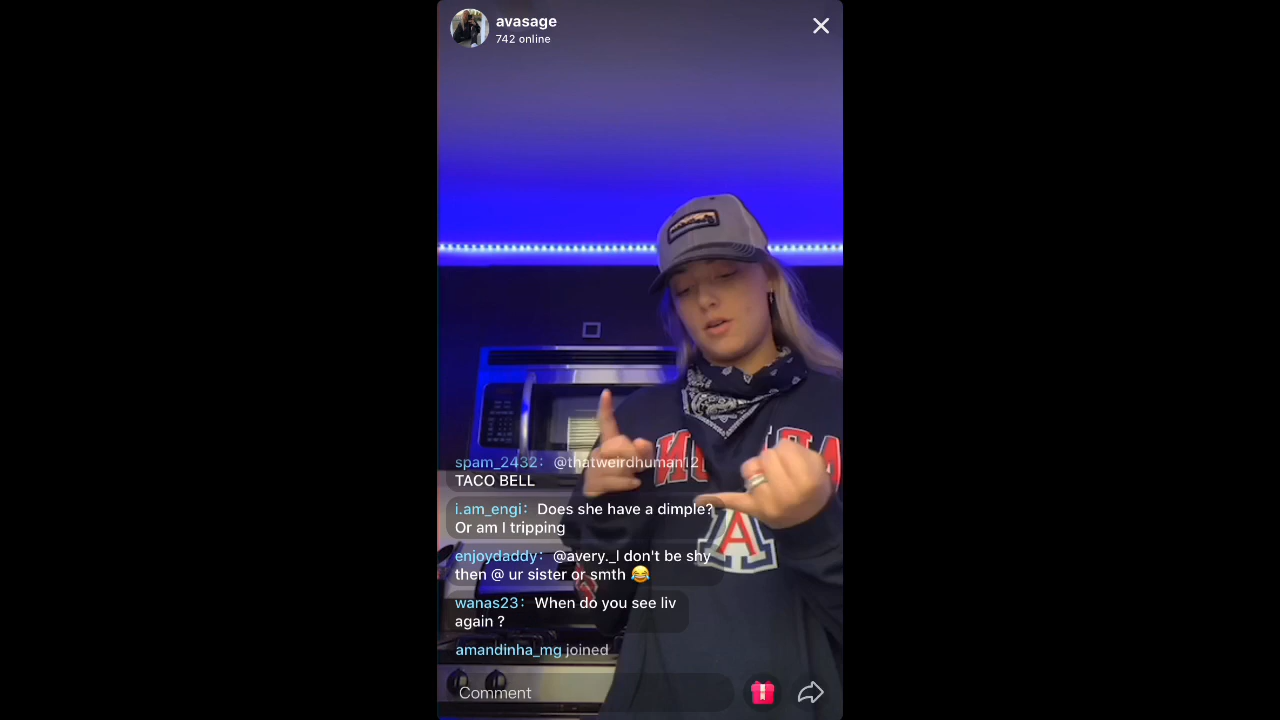 avasage
742 online
spam_2432: @thatweirdhuman12
TACO BELL
i.am_engi: Does she have a dimple?
Or am I tripping
enjoydaddy: @avery._l don't be shy
then @ ur sister or smth 😂
wanas23: When do you see liv
again ?
amandinha_mg joined
Comment
A